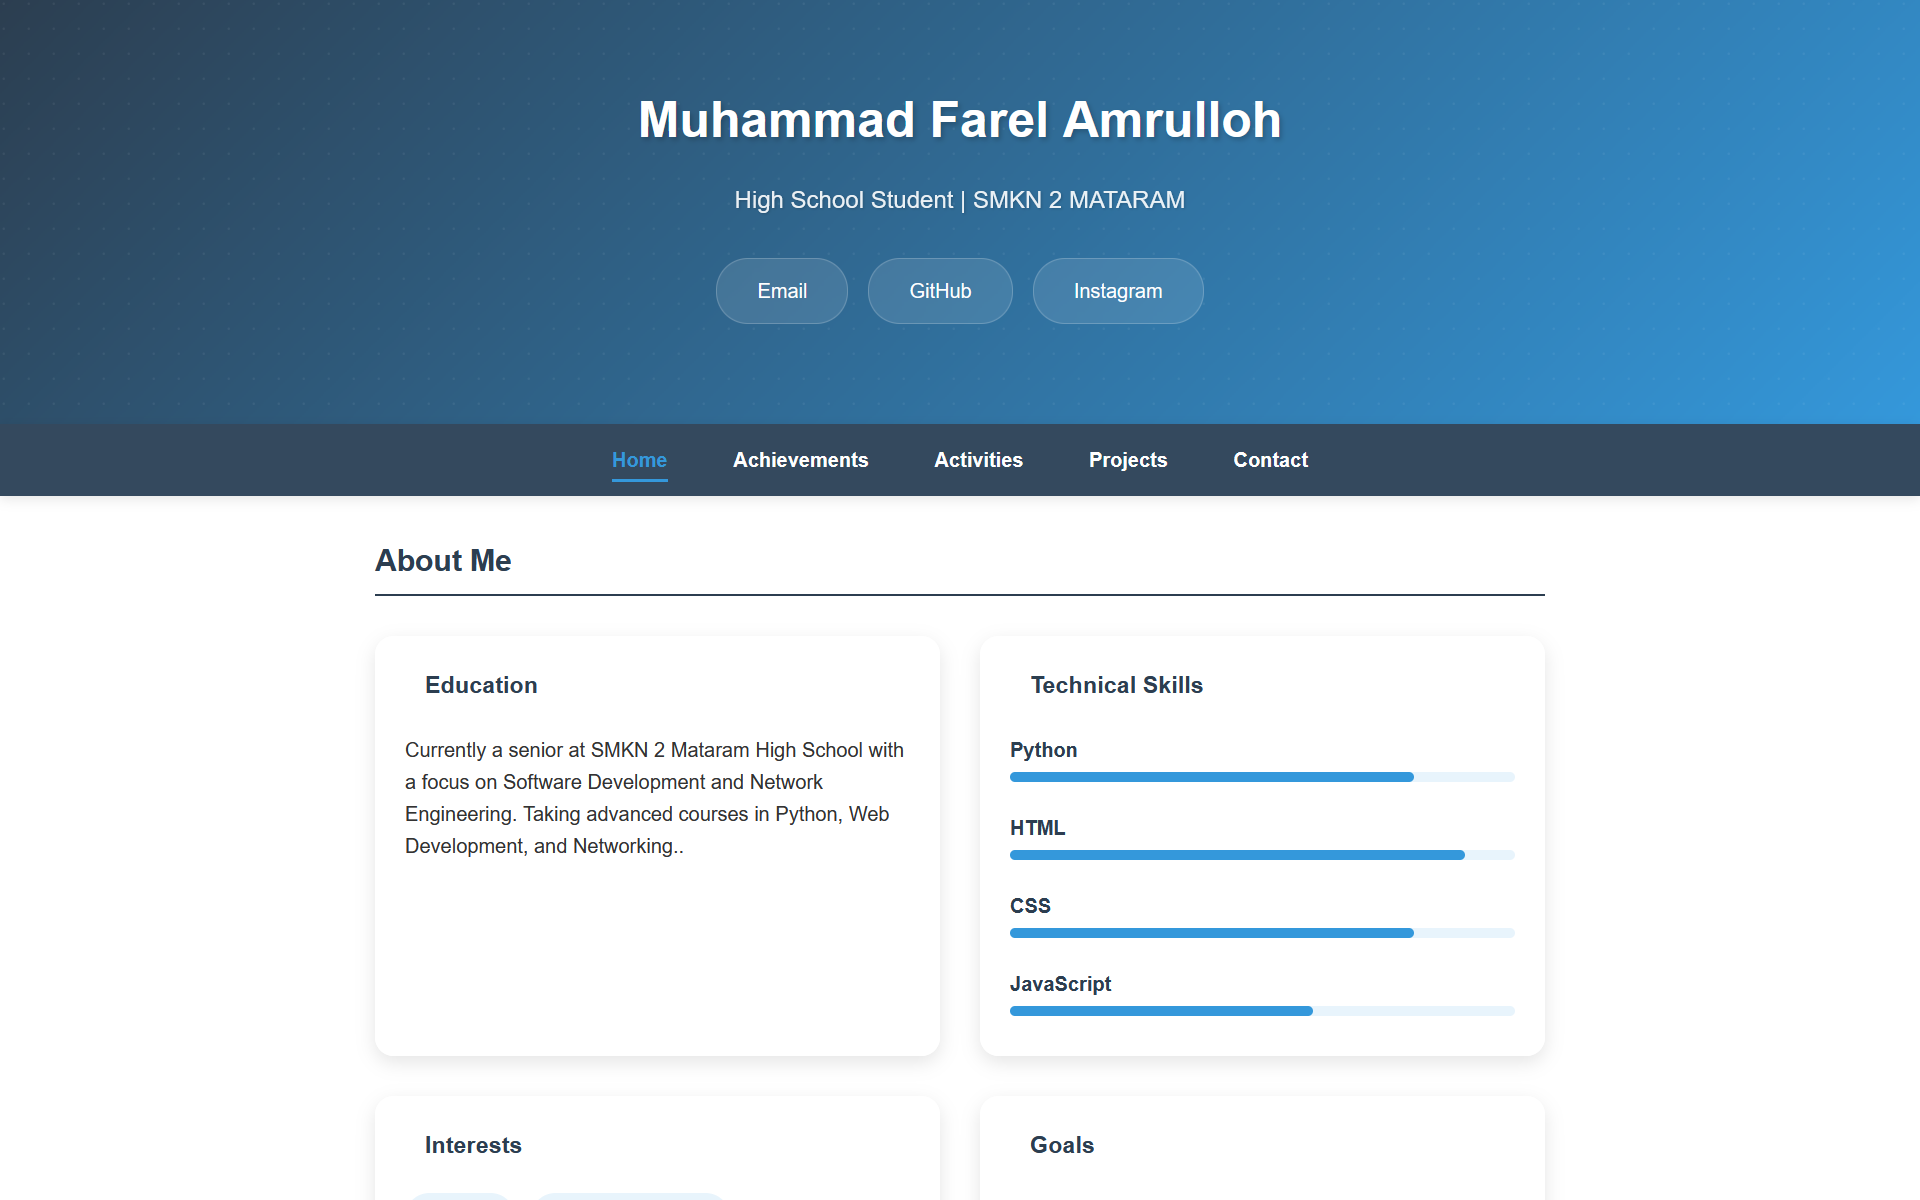 Muhammad Farel Amrulloh
High School Student | SMKN 2 MATARAM
Email GitHub Instagram
Home Achievements Activities Projects Contact
About Me
Education
Currently a senior at SMKN 2 Mataram High School with
a focus on Software Development and Network
Engineering. Taking advanced courses in Python, Web
Development, and Networking..
Technical Skills
Python
HTML
CSS
JavaScript
Interests
Goals